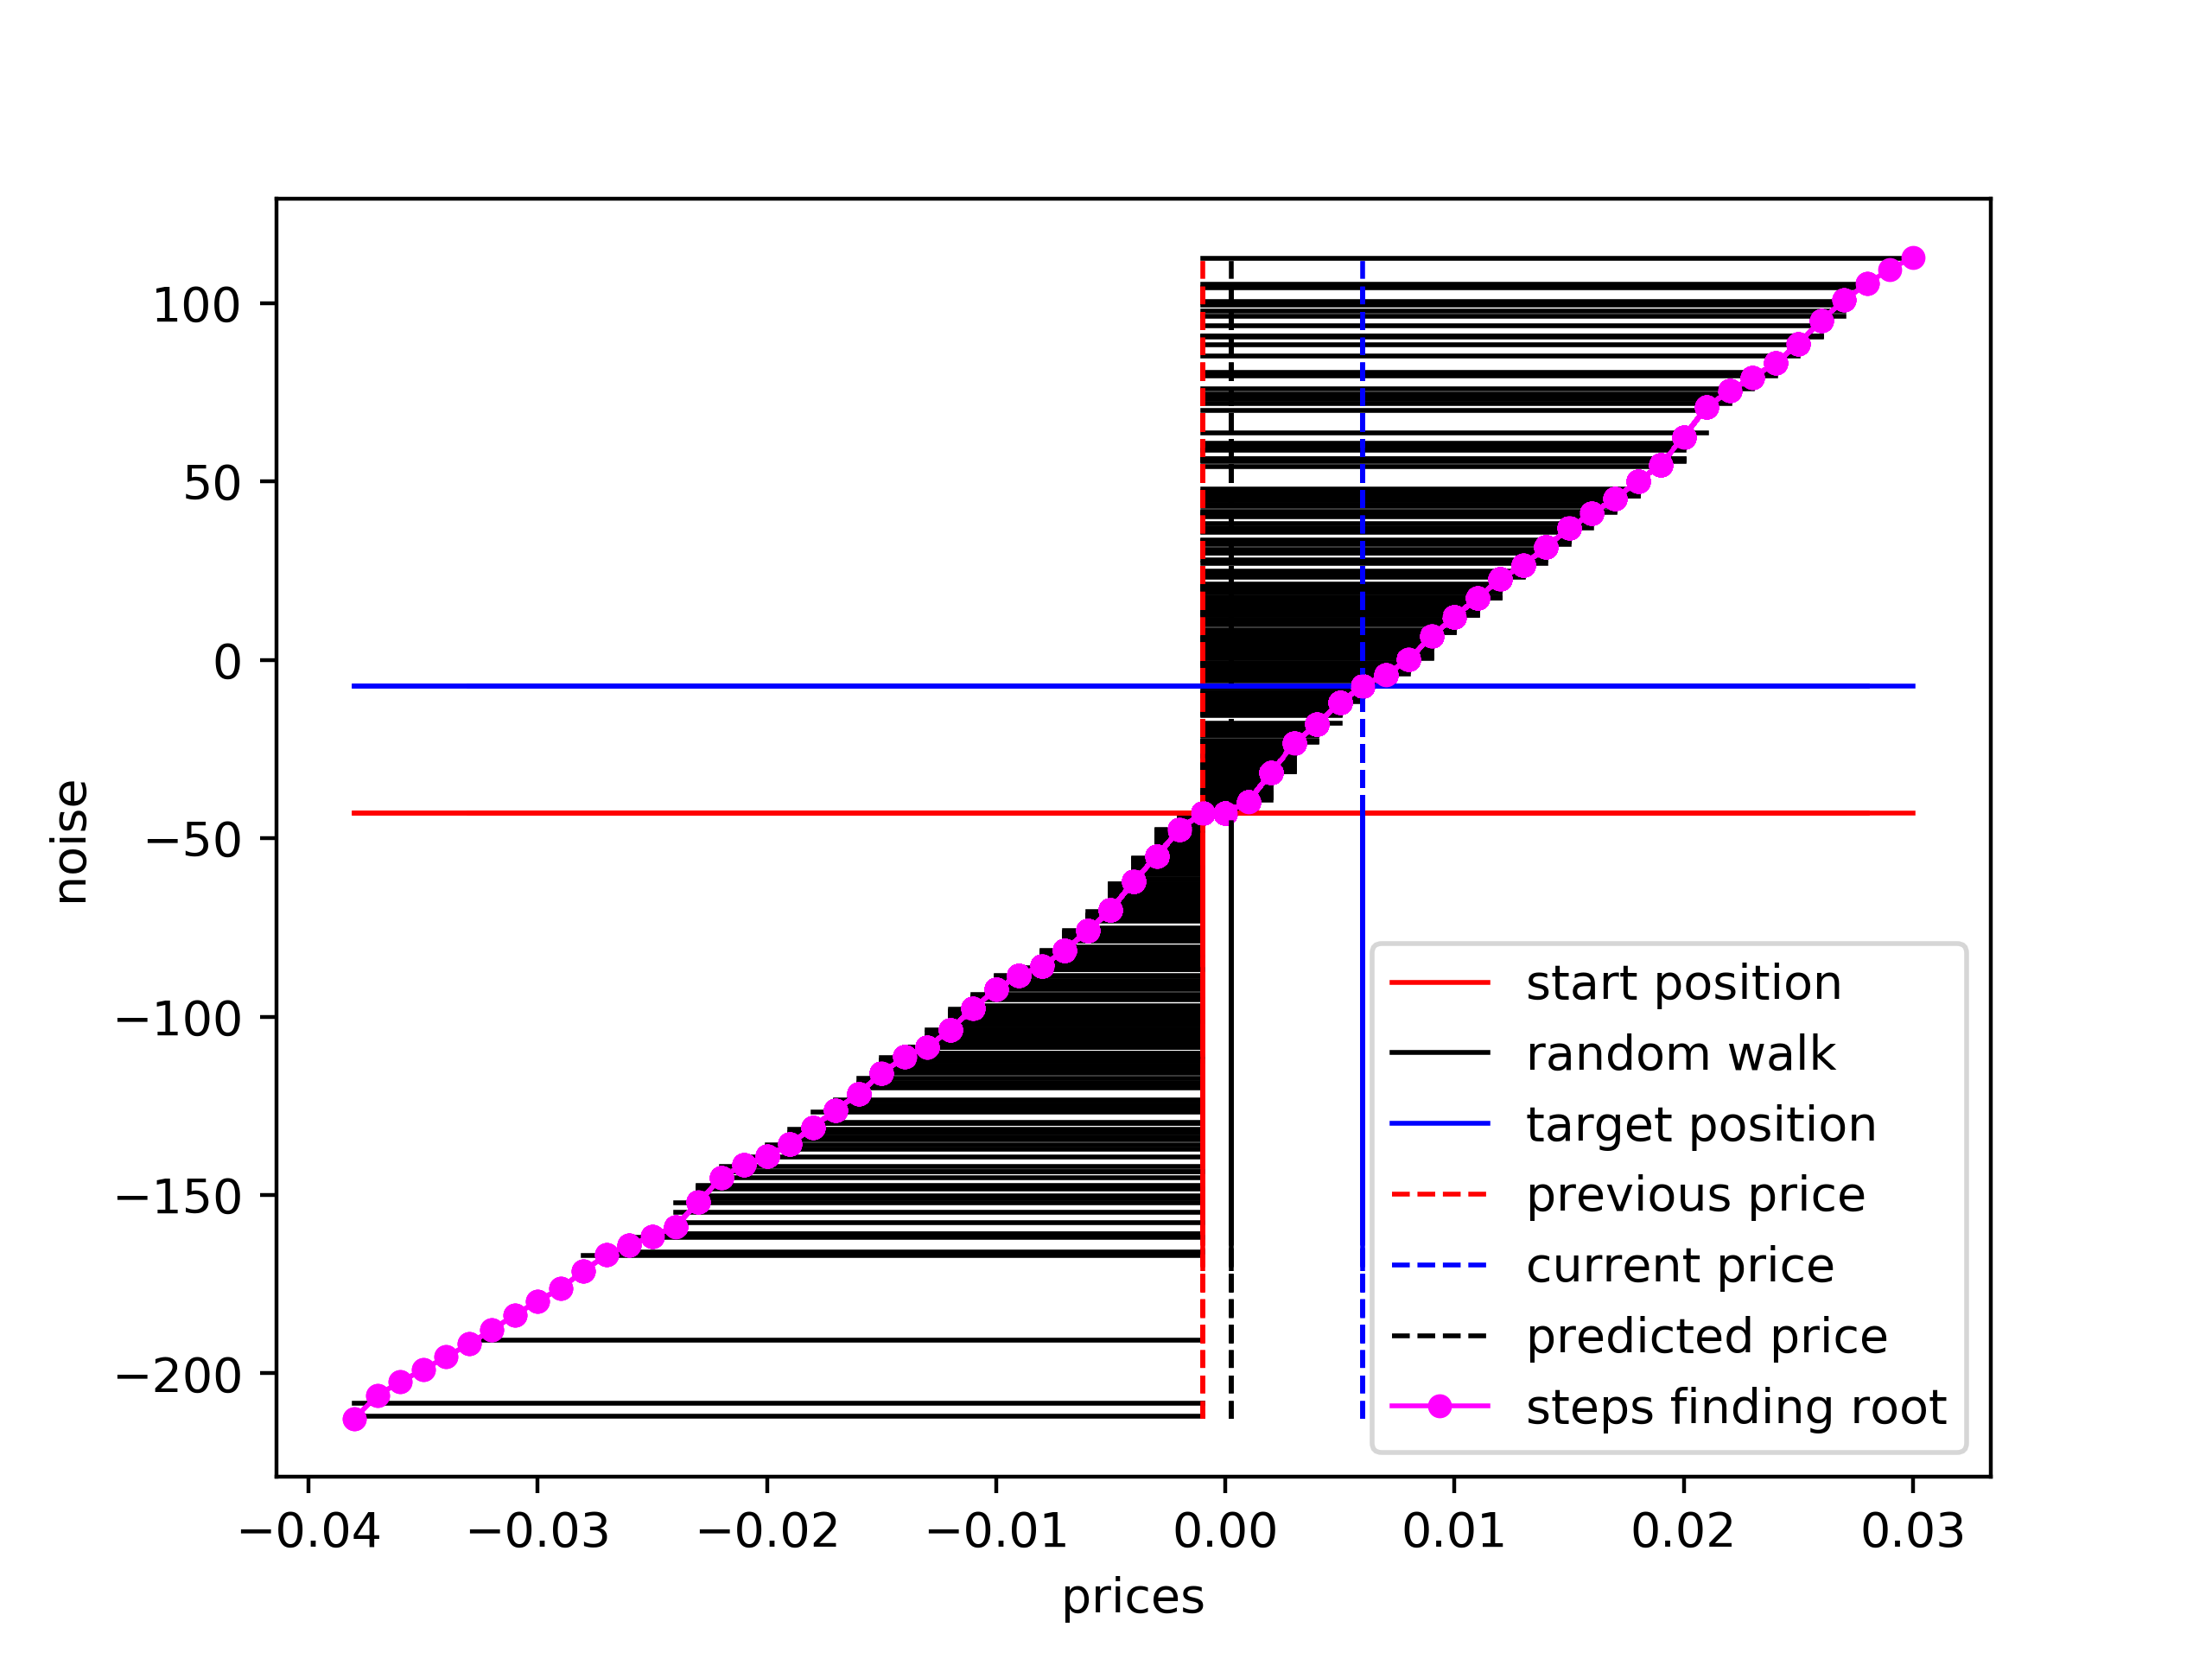 100
50
0
−50
−100
−150
−200
noise
−0.04 −0.03 −0.02 −0.01 0.00 0.01 0.02 0.03
prices
start position
random walk
target position
previous price
current price
predicted price
steps finding root